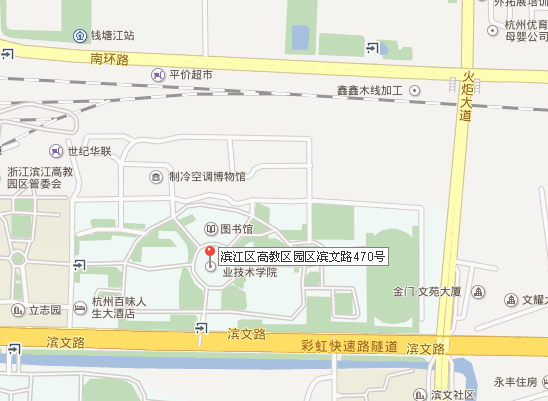 外拓展培训
杭州优育
母婴公司
钱塘江站
南环路
平价超市
火炬大道
鑫鑫木线加工
世纪华联
浙江滨江高教
园区管委会
制冷空调博物馆
图书馆
滨江区高教区园区滨文路470号
业技术学院
金门·文苑大厦
文耀
立志园
杭州百味人
生大酒店
滨文路
滨文路
彩虹快速路隧道
滨文路
永丰住房
滨文社区